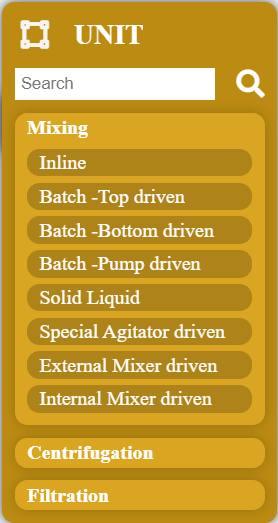 UNIT
Search
Mixing
Inline
Batch -Top driven
Batch -Bottom driven
Batch -Pump driven
Solid Liquid
Special Agitator driven
External Mixer driven
Internal Mixer driven
Centrifugation
Filtration